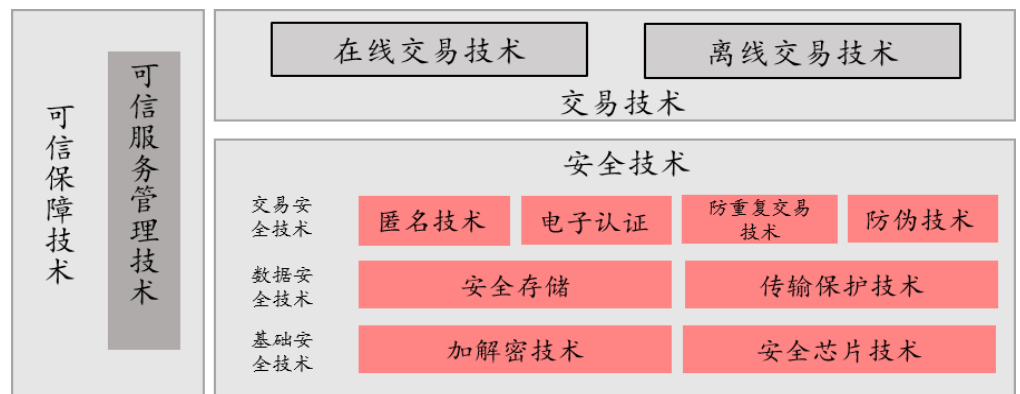 可信保障技术
可信服务管理技术
在线交易技术
离线交易技术
交易技术
安全技术
交易安
全技术
匿名技术
电子认证
防重复交易
技术
防伪技术
数据安
全技术
安全存储
传输保护技术
基础安
全技术
加解密技术
安全芯片技术